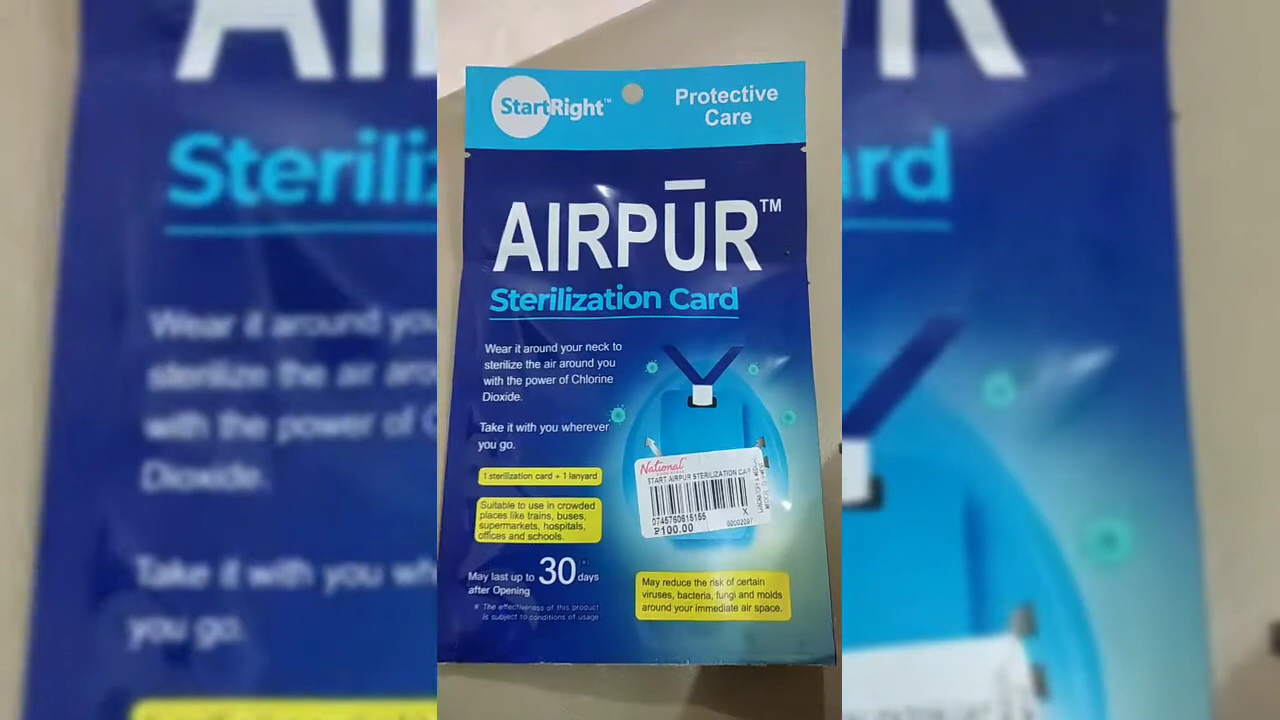 StartRight™
Protective
Care
AIRPŪR™
Sterilization Card
Wear it around your neck to
sterilize the air around you
with the power of Chlorine
Dioxide.
Take it with you wherever
you go.
1 sterilization card + 1 lanyard
Suitable to use in crowded
places like trains, buses,
supermarkets, hospitals,
offices and schools.
May last up to 30 days
after Opening
# The effectiveness of this product
is subject to conditions of usage
National
START AIRPUR STERILIZATION CAR
0745760615155 X
₱100.00 00002097
May reduce the risk of certain
viruses, bacteria, fungi and molds
around your immediate air space.